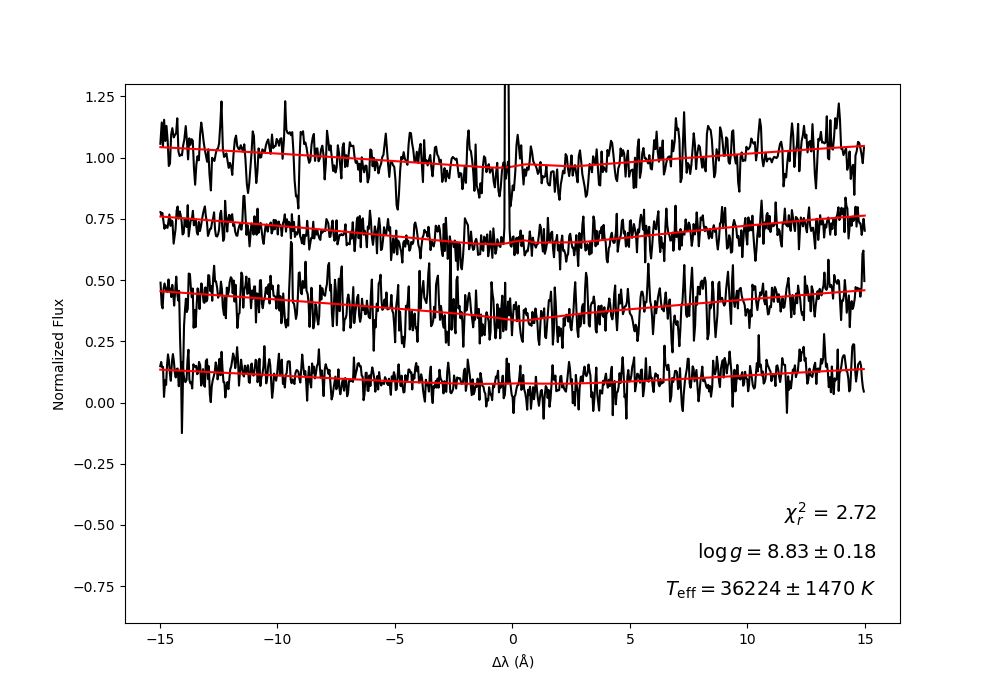 1.25
1.00
0.75
0.50
0.25
0.00
−0.25
−0.50
−0.75
Normalized Flux
χ²ᵣ = 2.72
log g = 8.83 ± 0.18
T_eff = 36224 ± 1470 K
−15 −10 −5 0 5 10 15
Δλ (Å)